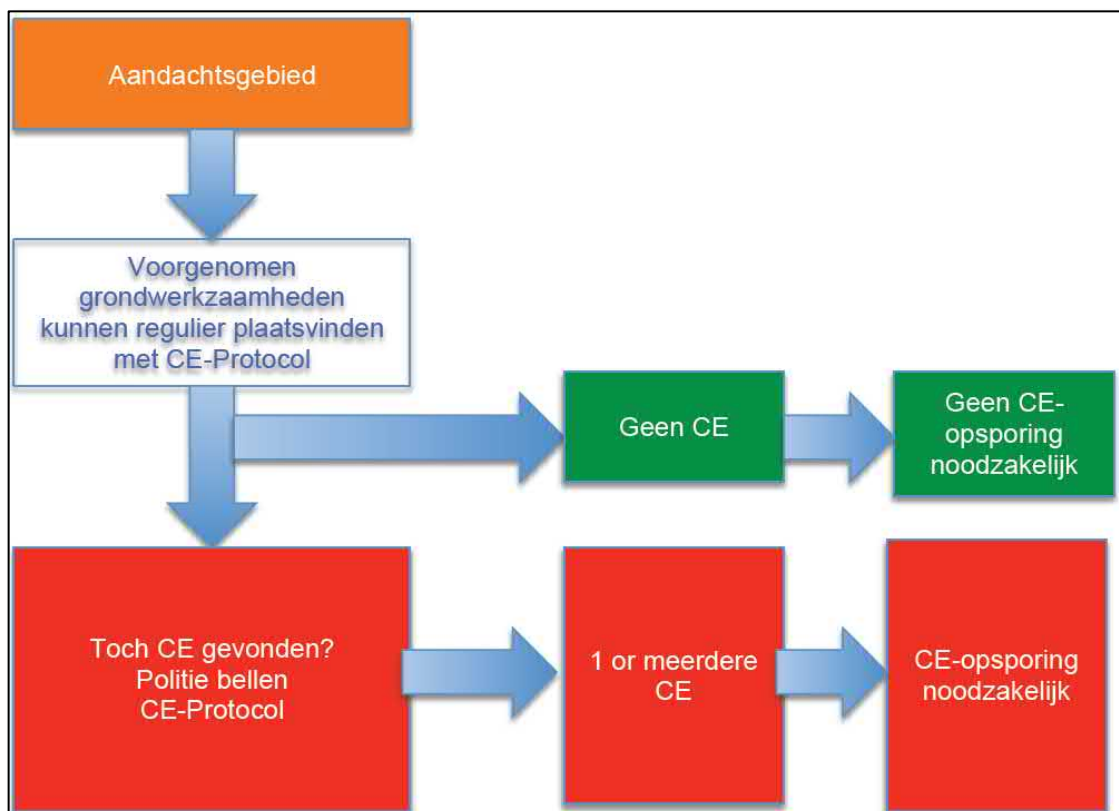 Aandachtsgebied
Voorgenomen
grondwerkzaamheden
kunnen regulier plaatsvinden
met CE-Protocol
Geen CE
Geen CE-
opsporing
noodzakelijk
Toch CE gevonden?
Politie bellen
CE-Protocol
1 or meerdere
CE
CE-opsporing
noodzakelijk